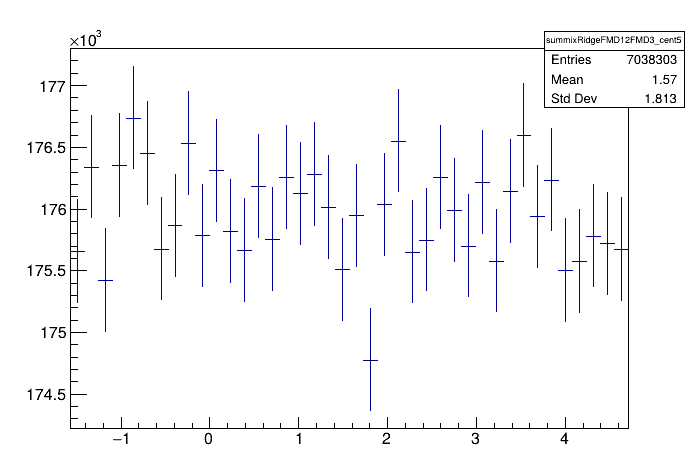 ×10³
summixRidgeFMD12FMD3_cent5
Entries 7038303
Mean 1.57
Std Dev 1.813
177
176.5
176
175.5
175
174.5
−1 0 1 2 3 4